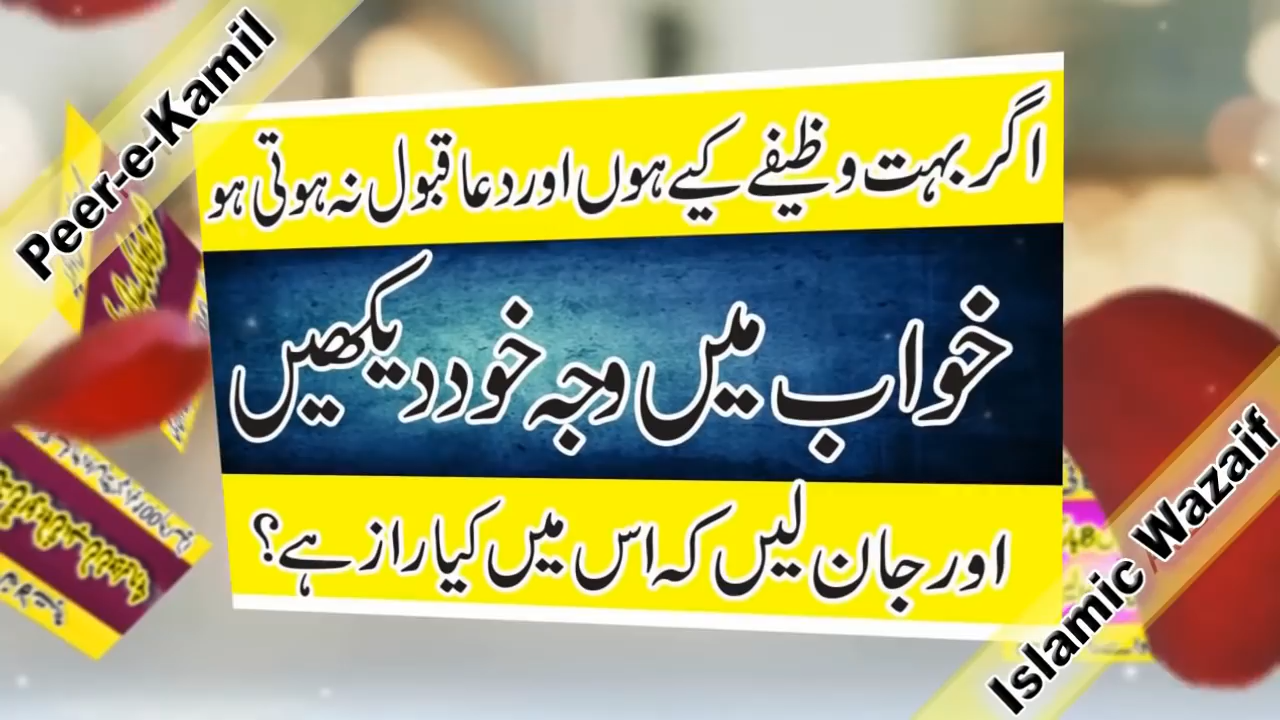 Peer-e-Kamil
اگر بہت وظیفے کیے ہوں اور دعا قبول نہ ہوتی ہو
خواب میں وجہ خود دیکھیں
اور جان لیں کہ اس میں کیا راز ہے؟
Islamic Wazaif